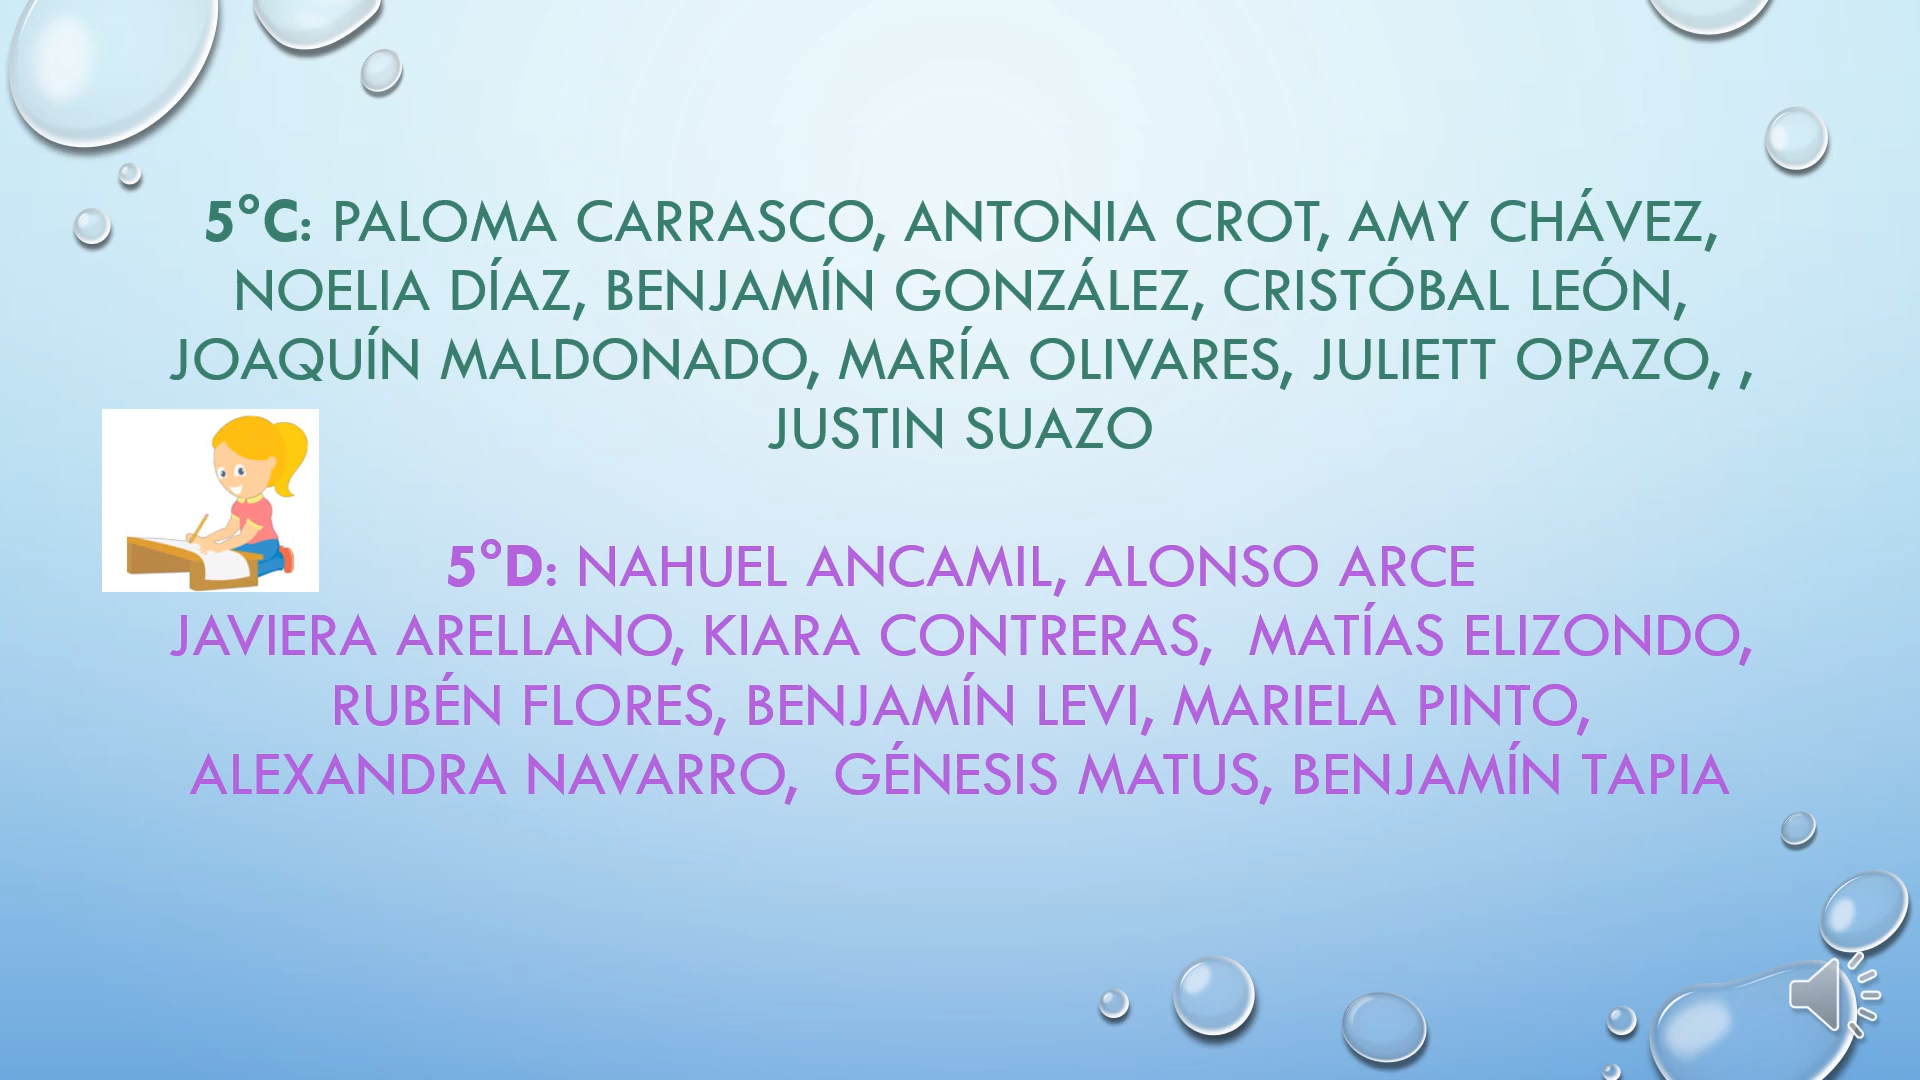 5°C: PALOMA CARRASCO, ANTONIA CROT, AMY CHÁVEZ,
NOELIA DÍAZ, BENJAMÍN GONZÁLEZ, CRISTÓBAL LEÓN,
JOAQUÍN MALDONADO, MARÍA OLIVARES, JULIETT OPAZO, ,
JUSTIN SUAZO
5°D: NAHUEL ANCAMIL, ALONSO ARCE
JAVIERA ARELLANO, KIARA CONTRERAS,  MATÍAS ELIZONDO,
RUBÉN FLORES, BENJAMÍN LEVI, MARIELA PINTO,
ALEXANDRA NAVARRO,  GÉNESIS MATUS, BENJAMÍN TAPIA